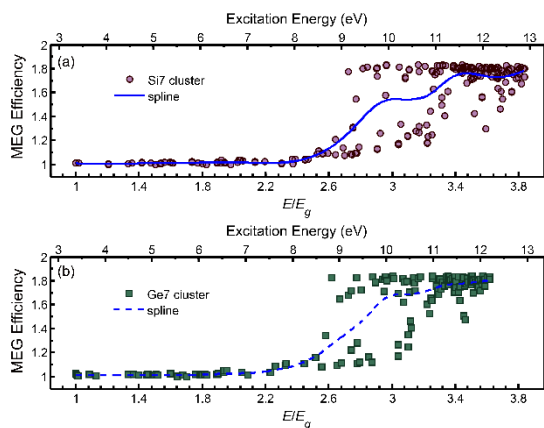 Excitation Energy (eV)
3 4 5 6 7 8 9 10 11 12 13
MEG Efficiency
2
1.8
1.6
1.4
1.2
1
(a)
Si7 cluster
spline
1 1.4 1.8 2.2 2.6 3 3.4 3.8
E/Eg
Excitation Energy (eV)
3 4 5 6 7 8 9 10 11 12 13
MEG Efficiency
2
1.8
1.6
1.4
1.2
1
(b)
Ge7 cluster
spline
1 1.4 1.8 2.2 2.6 3 3.4 3.8
E/Eg